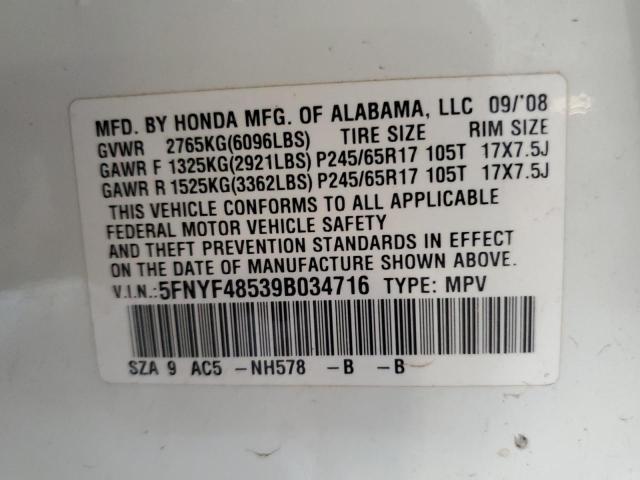 MFD. BY HONDA MFG. OF ALABAMA, LLC 09/'08
GVWR 2765KG(6096LBS) TIRE SIZE RIM SIZE
GAWR F 1325KG(2921LBS) P245/65R17 105T 17X7.5J
GAWR R 1525KG(3362LBS) P245/65R17 105T 17X7.5J
THIS VEHICLE CONFORMS TO ALL APPLICABLE
FEDERAL MOTOR VEHICLE SAFETY
AND THEFT PREVENTION STANDARDS IN EFFECT
ON THE DATE OF MANUFACTURE SHOWN ABOVE.
V.I.N.:5FNYF48539B034716 TYPE: MPV
SZA 9 AC5 -NH578 -B -B